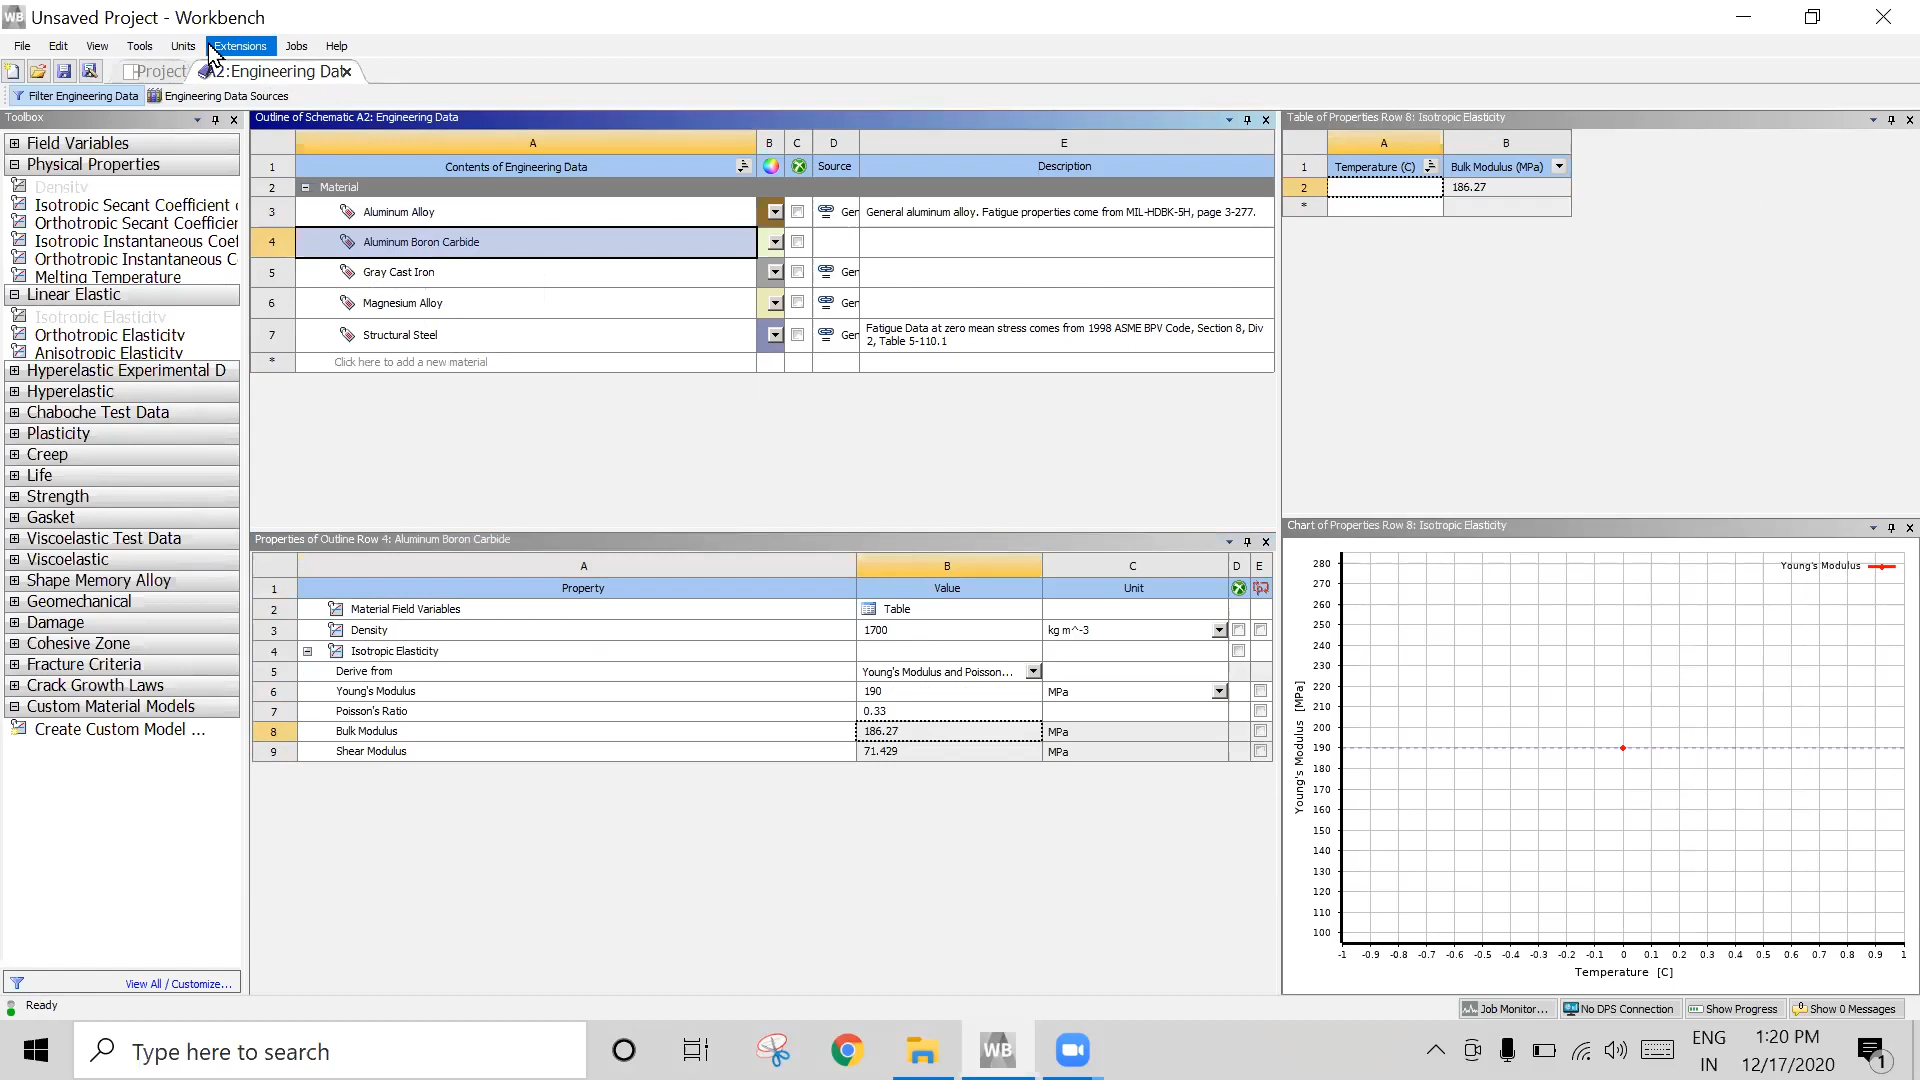 Unsaved Project - Workbench
File Edit View Tools Units Extensions Jobs Help
Project A2:Engineering Dat
Filter Engineering Data Engineering Data Sources
Toolbox
Field Variables
Physical Properties
Density
Isotropic Secant Coefficient
Orthotropic Secant Coefficier
Isotropic Instantaneous Coef
Orthotropic Instantaneous C
Melting Temperature
Linear Elastic
Isotropic Elasticity
Orthotropic Elasticity
Anisotropic Elasticity
Hyperelastic Experimental D
Hyperelastic
Chaboche Test Data
Plasticity
Creep
Life
Strength
Gasket
Viscoelastic Test Data
Viscoelastic
Shape Memory Alloy
Geomechanical
Damage
Cohesive Zone
Fracture Criteria
Crack Growth Laws
Custom Material Models
Create Custom Model ...
View All / Customize...
Outline of Schematic A2: Engineering Data
A B C D E
1 Contents of Engineering Data Source Description
2 Material
3 Aluminum Alloy Ger General aluminum alloy. Fatigue properties come from MIL-HDBK-5H, page 3-277.
4 Aluminum Boron Carbide
5 Gray Cast Iron Ger
6 Magnesium Alloy Ger
7 Structural Steel Ger Fatigue Data at zero mean stress comes from 1998 ASME BPV Code, Section 8, Div
2, Table 5-110.1
* Click here to add a new material
Properties of Outline Row 4: Aluminum Boron Carbide
A B C D E
1 Property Value Unit
2 Material Field Variables Table
3 Density 1700 kg m^-3
4 Isotropic Elasticity
5 Derive from Young's Modulus and Poisson...
6 Young's Modulus 190 MPa
7 Poisson's Ratio 0.33
8 Bulk Modulus 186.27 MPa
9 Shear Modulus 71.429 MPa
Table of Properties Row 8: Isotropic Elasticity
A B
1 Temperature (C) Bulk Modulus (MPa)
2 186.27
*
Chart of Properties Row 8: Isotropic Elasticity
Young's Modulus
280
270
260
250
240
230
220
210
200
190
180
170
160
150
140
130
120
110
100
Young's Modulus [MPa]
-1 -0.9 -0.8 -0.7 -0.6 -0.5 -0.4 -0.3 -0.2 -0.1 0 0.1 0.2 0.3 0.4 0.5 0.6 0.7 0.8 0.9 1
Temperature [C]
Ready
Job Monitor... No DPS Connection Show Progress Show 0 Messages
Type here to search
WB
ENG
IN
1:20 PM
12/17/2020
1